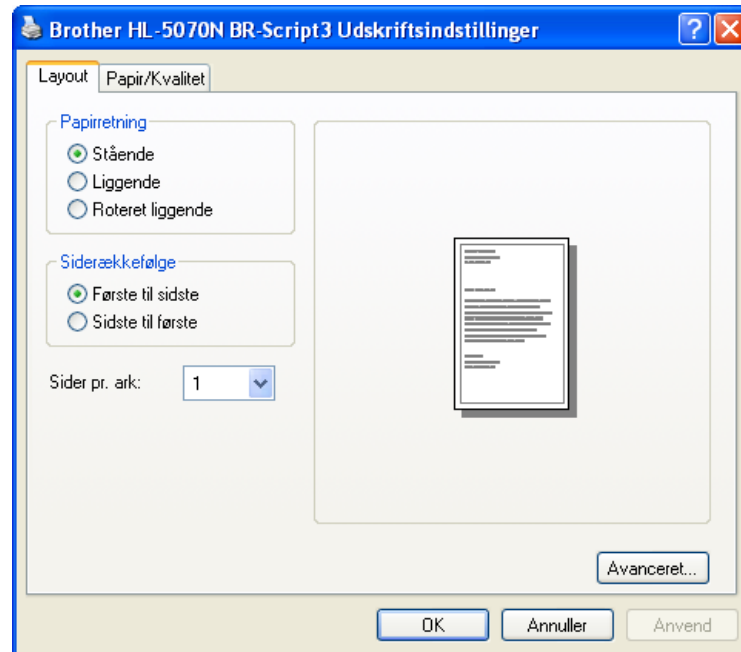 Brother HL-5070N BR-Script3 Udskriftsindstillinger
Layout Papir/Kvalitet
Papirretning
Stående
Liggende
Roteret liggende
Siderækkefølge
Første til sidste
Sidste til første
Sider pr. ark: 1
Avanceret...
OK Annuller Anvend